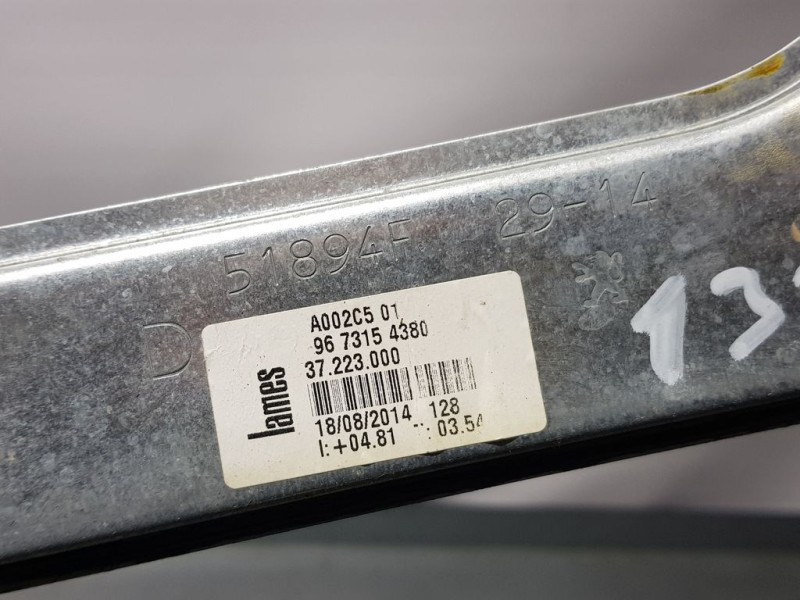 51894F 29-14
D
lames
A002C5 01
96 7315 4380
37.223.000
18/08/2014 128
I:+04.81 : 03.54